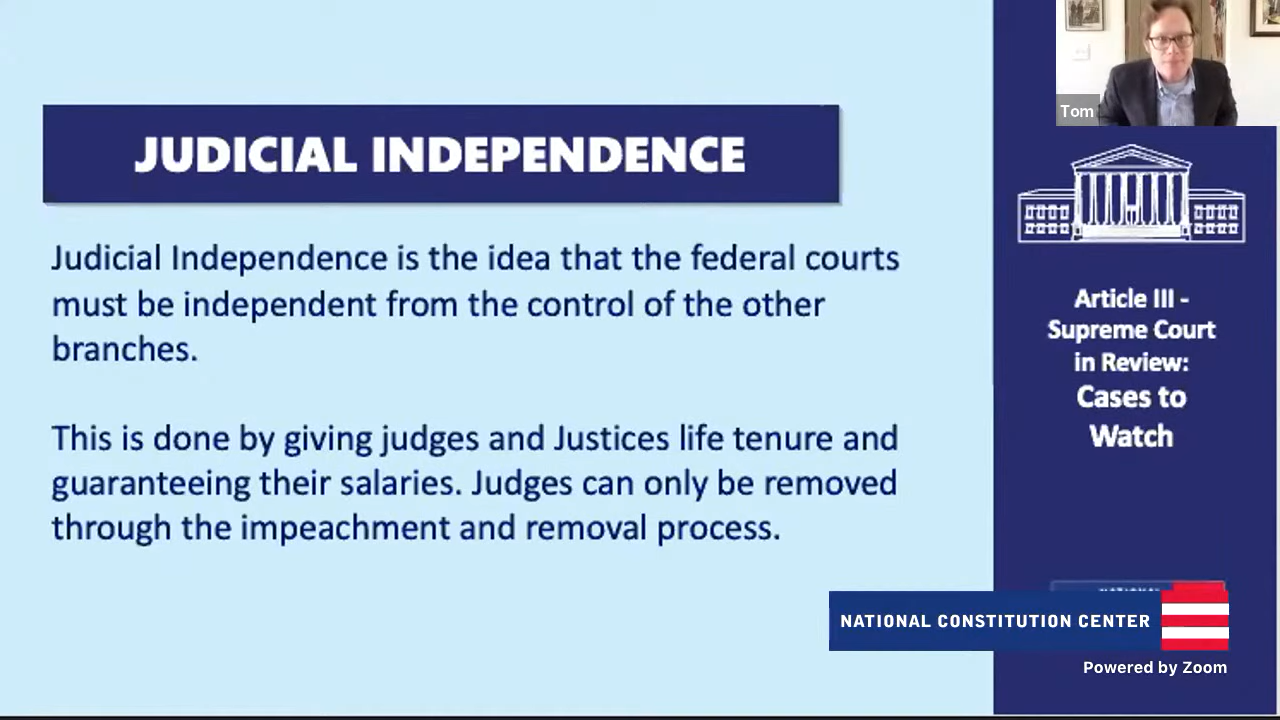 JUDICIAL INDEPENDENCE
Judicial Independence is the idea that the federal courts
must be independent from the control of the other
branches.
This is done by giving judges and Justices life tenure and
guaranteeing their salaries. Judges can only be removed
through the impeachment and removal process.
Tom
Article III -
Supreme Court
in Review:
Cases to
Watch
NATIONAL CONSTITUTION CENTER
Powered by Zoom